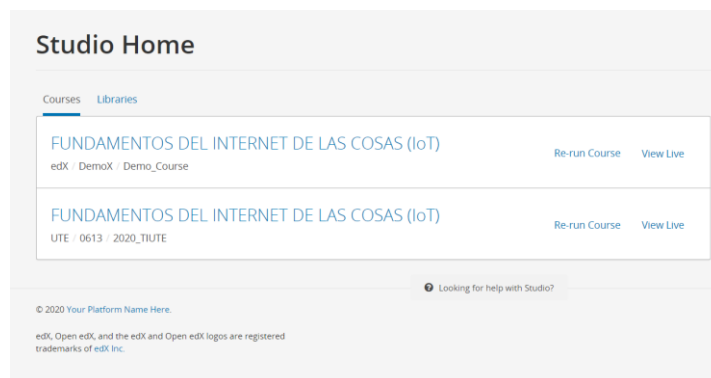 Studio Home
Courses Libraries
FUNDAMENTOS DEL INTERNET DE LAS COSAS (IoT)
edX / DemoX / Demo_Course
Re-run Course View Live
FUNDAMENTOS DEL INTERNET DE LAS COSAS (IoT)
UTE / 0613 / 2020_TIUTE
Re-run Course View Live
Looking for help with Studio?
© 2020 Your Platform Name Here.
edX, Open edX, and the edX and Open edX logos are registered
trademarks of edX Inc.